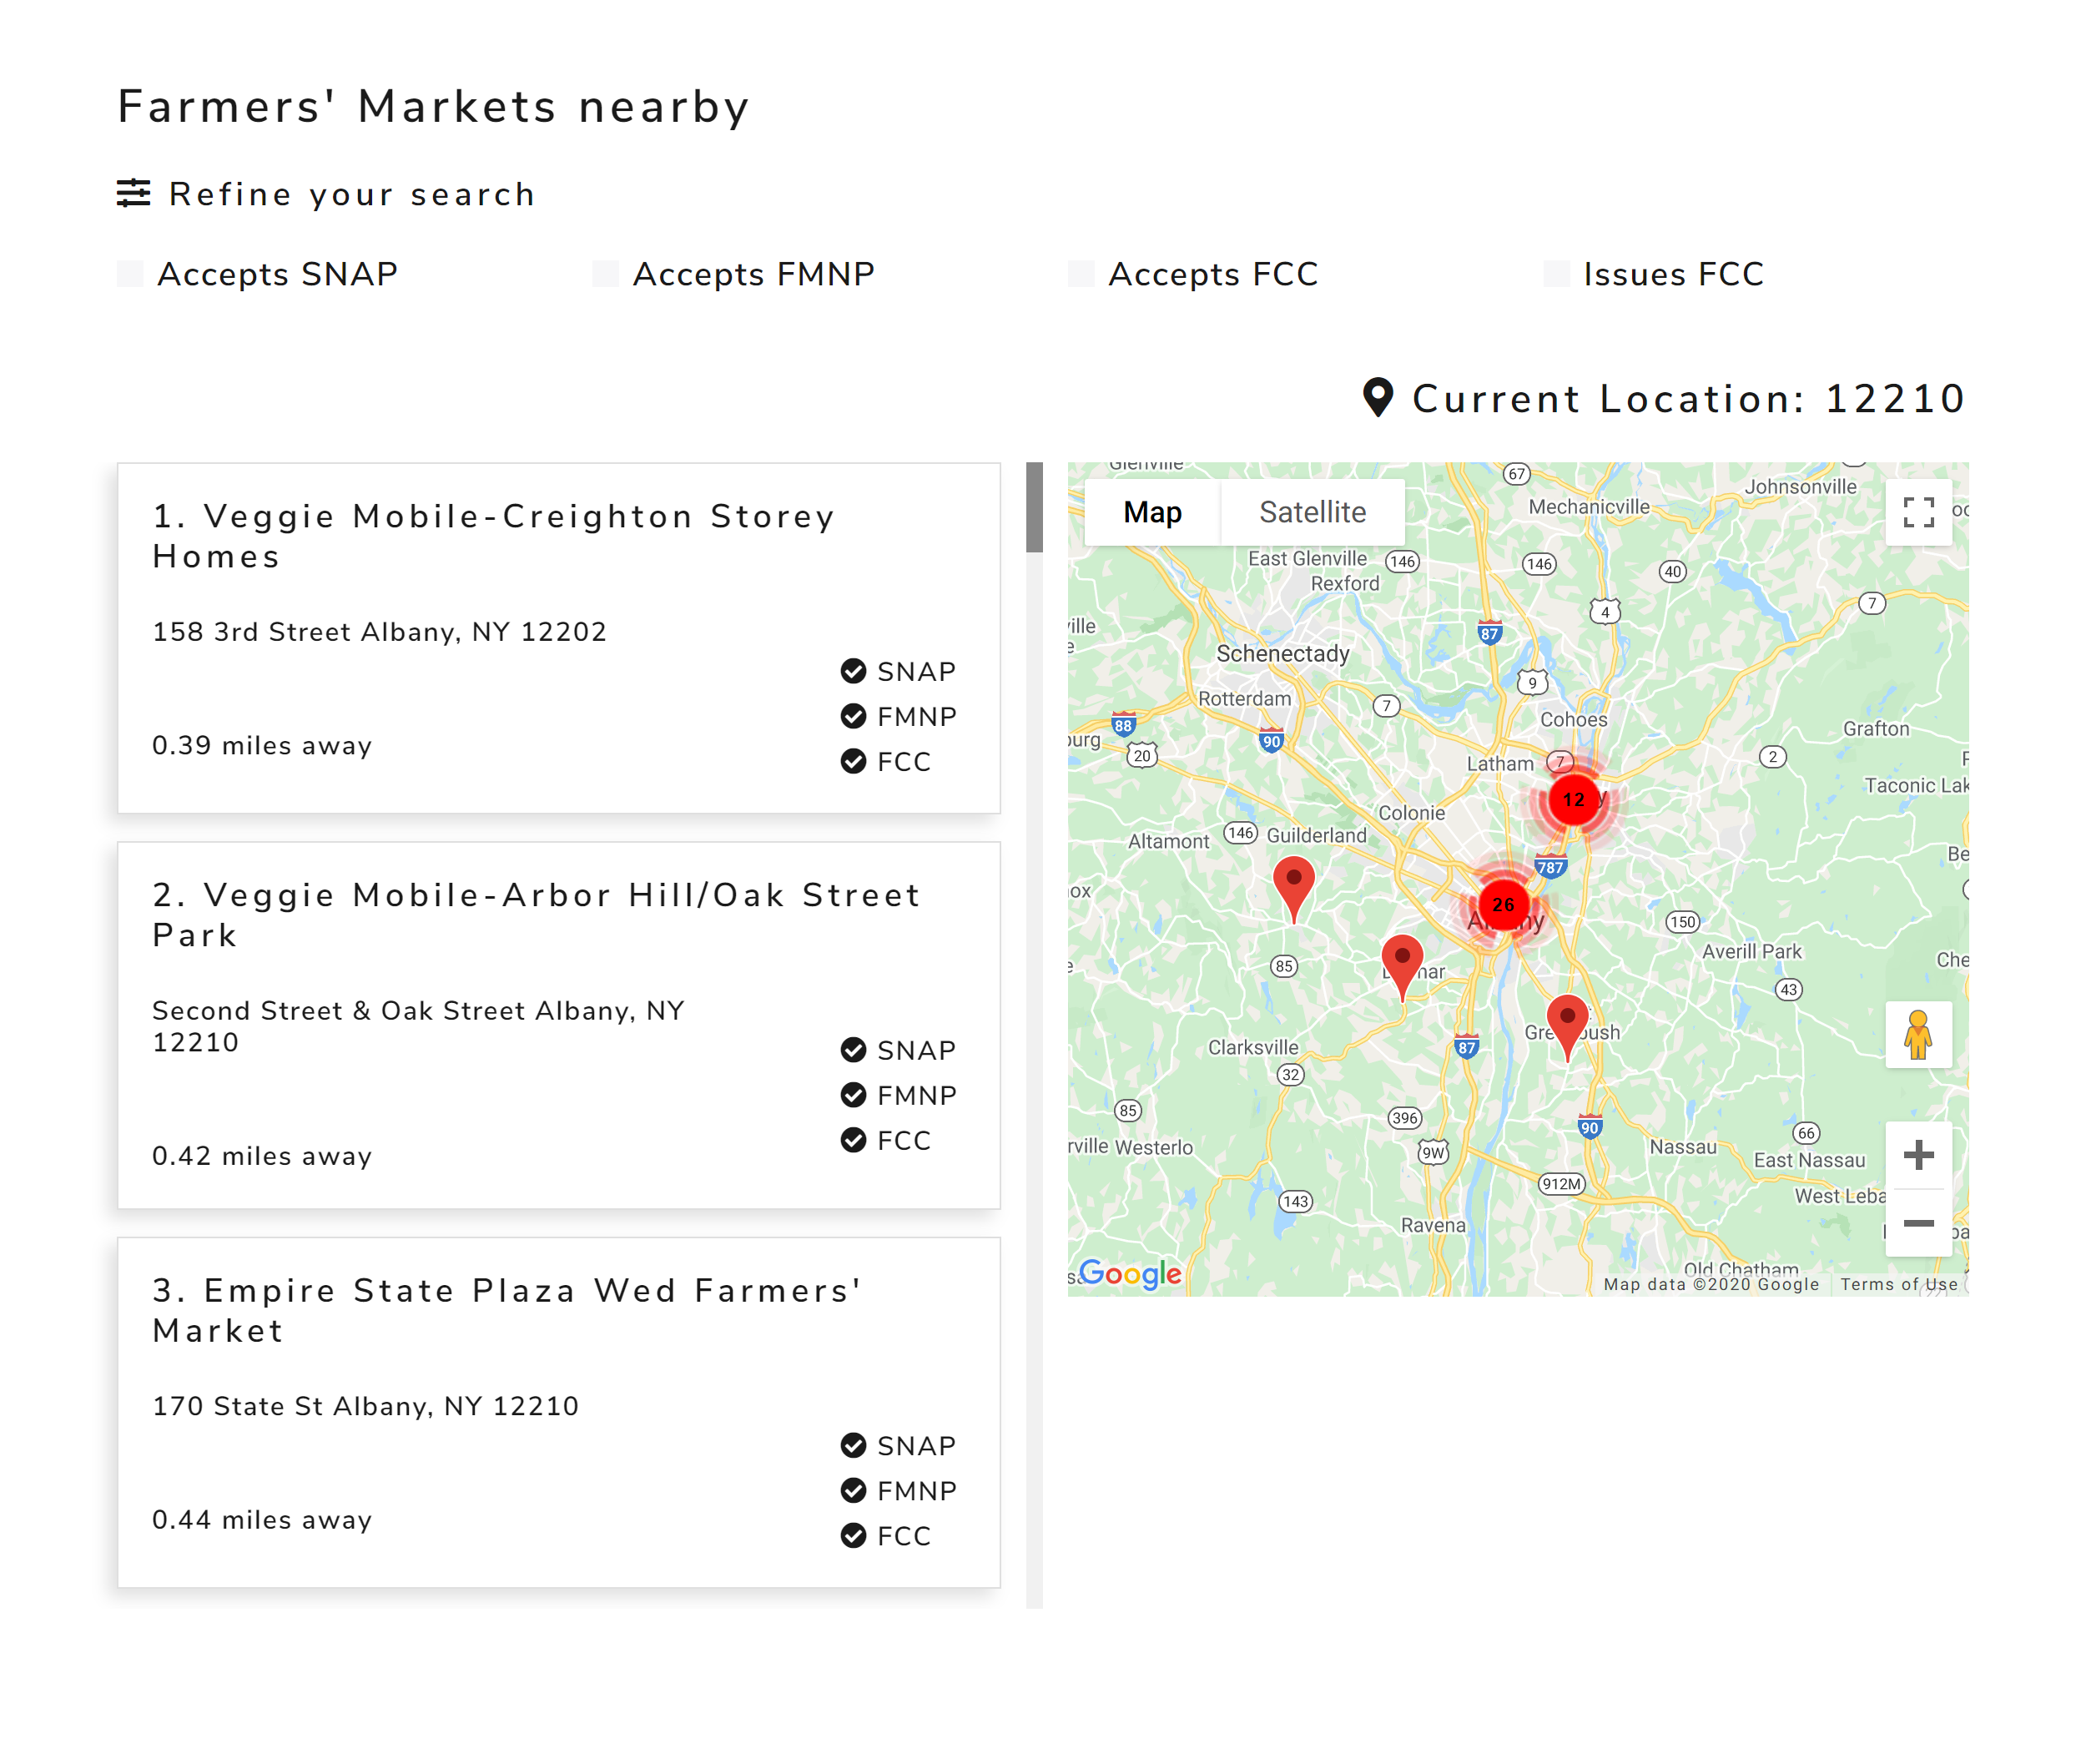 Farmers' Markets nearby
Refine your search
Accepts SNAP
Accepts FMNP
Accepts FCC
Issues FCC
Current Location: 12210
1. Veggie Mobile-Creighton Storey
Homes
158 3rd Street Albany, NY 12202
SNAP
FMNP
FCC
0.39 miles away
2. Veggie Mobile-Arbor Hill/Oak Street
Park
Second Street & Oak Street Albany, NY
12210
SNAP
FMNP
FCC
0.42 miles away
3. Empire State Plaza Wed Farmers'
Market
170 State St Albany, NY 12210
SNAP
FMNP
FCC
0.44 miles away
Map
Satellite
67
Mechanicville
Johnsonville
East Glenville
146
146
40
Rexford
7
4
87
Schenectady
9
Rotterdam
7
Cohoes
88
90
Grafton
20
Latham
7
2
Taconic Lak
12
Colonie
146
Guilderland
Altamont
787
26
150
Averill Park
85
43
Clarksville
87
32
85
396
90
66
Westerlo
9W
Nassau
East Nassau
912M
West Leba
143
Ravena
Old Chatham
Google
Map data ©2020 Google
Terms of Use